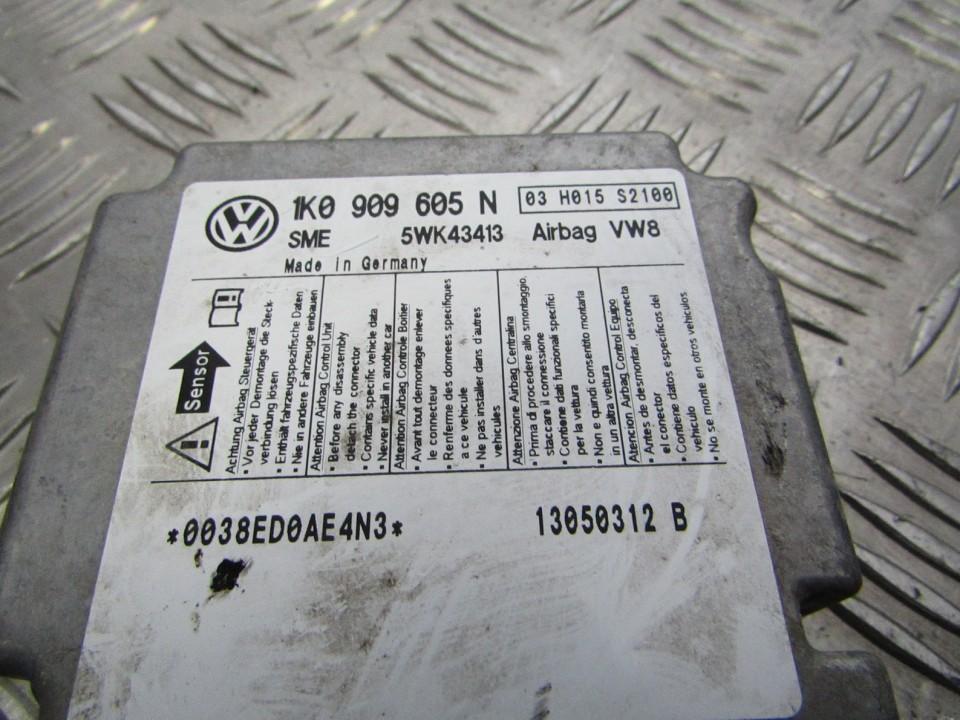 1K0 909 605 N
03 H015 S2100
SME 5WK43413 Airbag VW8
Made in Germany
Sensor
Achtung Airbag Steuergerät
• Vor jeder Demontage die Steck-
verbindung lösen
• Enthält fahrzeugspezifische Daten
• Nie in andere Fahrzeuge einbauen
Attention Airbag Control Unit
• Before any disassembly
detach the connector
• Contains specific vehicle data
• Never install in another car
Attention Airbag Controle Boitier
• Avant tout demontage enlever
le connecteur
• Renferme des donnees specifiques
a ce vehicule
• Ne pas installer dans d'autres
vehicules
Attenzione Airbag Centralina
• Prima di procedere allo smontaggio,
staccare il connessione
• Contiene dati funzionali specifici
per la vettura
• Non e quindi consentito montarla
in un altra vettura
Atencion Airbag Control Equipo
• Antes de desmontar, desconecta
el conector
• Contiene datos especificos del
vehiculo
• No se monte en otros vehiculos.
*0038ED0AE4N3*
13050312 B